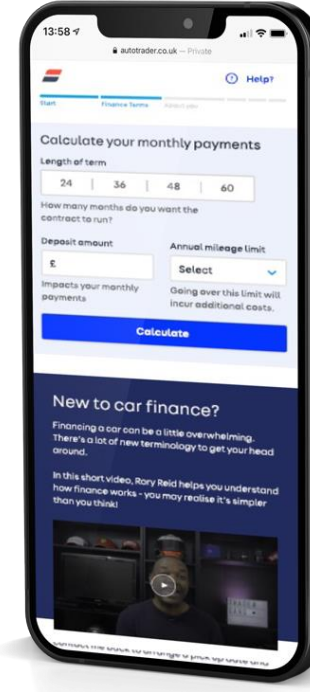 13:58
autotrader.co.uk — Private
Help?
Start
Finance Terms
Calculate your monthly payments
Length of term
24 | 36 | 48 | 60
How many months do you
want the
contract to run?
Deposit amount
Annual mileage limit
£
Select
Impacts your monthly
payments
Going over this limit will
incur additional costs.
Calculate
New to car finance?
Financing a car can be a little overwhelming.
There's a lot of new terminology to get your head
around.
In this short video, Rory Reid helps you understand
how finance works - you may realise it's simpler
than you think!